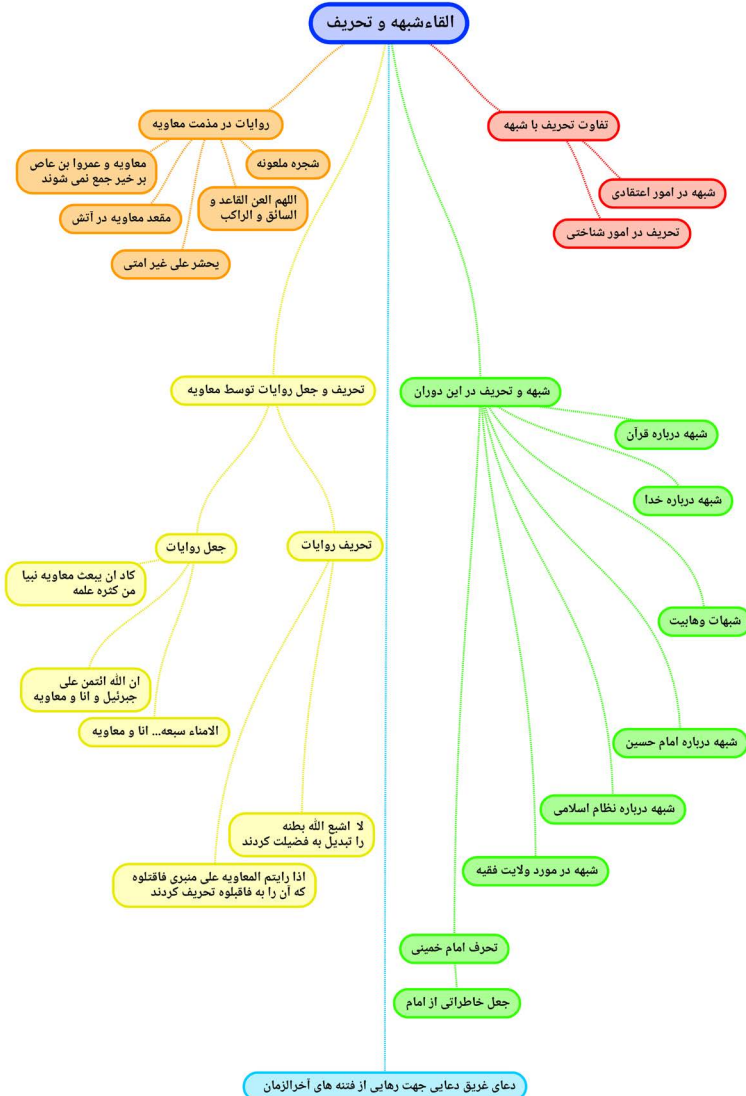 القاءشبهه و تحریف
تفاوت تحریف با شبهه
شبهه در امور اعتقادی
تحریف در امور شناختی
روایات در مذمت معاویه
شجره ملعونه
معاویه و عمروا بن عاص
بر خیر جمع نمی شوند
اللهم العن القاعد و
السائق و الراکب
مقعد معاویه در آتش
یحشر علی غیر امتی
شبهه و تحریف در این دوران
شبهه درباره قرآن
شبهه درباره خدا
شبهات وهابیت
شبهه درباره امام حسین
شبهه درباره نظام اسلامی
شبهه در مورد ولایت فقیه
تحرف امام خمینی
جعل خاطراتی از امام
تحریف و جعل روایات توسط معاویه
تحریف روایات
لا اشبع الله بطنه
را تبدیل به فضیلت کردند
اذا رایتم المعاویه علی منبری فاقتلوه
که آن را به فاقبلوه تحریف کردند
جعل روایات
کاد ان یبعث معاویه نبیا
من کثره علمه
ان الله ائتمن علی
جبرئیل و انا و معاویه
الامناء سبعه... انا و معاویه
دعای غریق دعایی جهت رهایی از فتنه های آخرالزمان